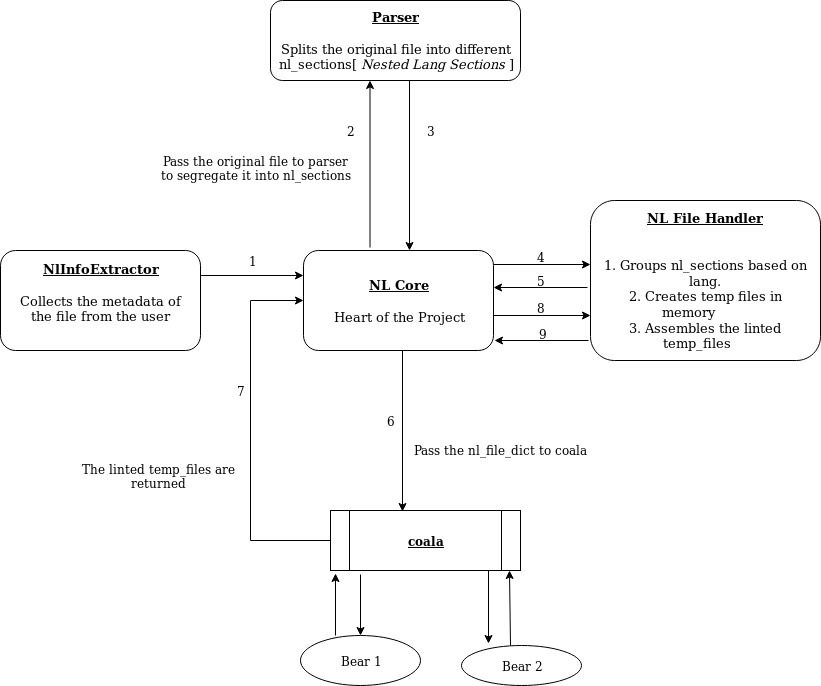 Parser
Splits the original file into different
nl_sections[ Nested Lang Sections ]
2
3
Pass the original file to parser
to segregate it into nl_sections
NL File Handler
1. Groups nl_sections based on
lang.
2. Creates temp files in
memory
3. Assembles the linted
temp_files
NlInfoExtractor
Collects the metadata of
the file from the user
1
NL Core
Heart of the Project
4
5
8
9
7
6
Pass the nl_file_dict to coala
The linted temp_files are
returned
coala
Bear 1
Bear 2